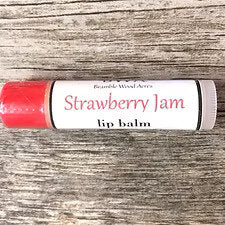 Bramble Wood Acres
Strawberry Jam
lip balm